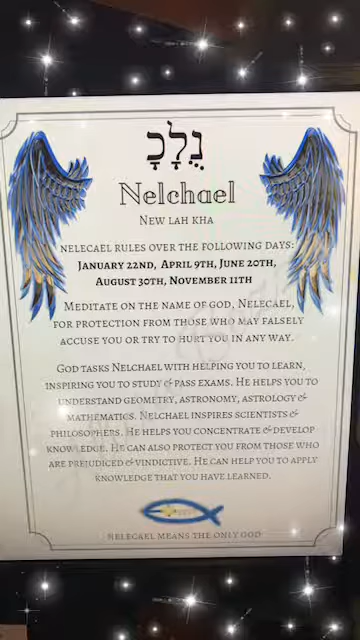 נֻלָכָ
Nelchael
New lah kha
NELECAEL RULES OVER THE FOLLOWING DAYS:
JANUARY 22ND, APRIL 9TH, JUNE 20TH,
AUGUST 30TH, NOVEMBER 11TH
MEDITATE ON THE NAME OF GOD, NELECAEL,
FOR PROTECTION FROM THOSE WHO MAY FALSELY
ACCUSE YOU OR TRY TO HURT YOU IN ANY WAY.
GOD TASKS NELCHAEL WITH HELPING YOU TO LEARN,
INSPIRING YOU TO STUDY & PASS EXAMS. HE HELPS YOU TO
UNDERSTAND GEOMETRY, ASTRONOMY, ASTROLOGY &
MATHEMATICS. NELCHAEL INSPIRES SCIENTISTS &
PHILOSOPHERS. HE HELPS YOU CONCENTRATE & DEVELOP
KNOWLEDGE. HE CAN ALSO PROTECT YOU FROM THOSE WHO
ARE PREJUDICED & VINDICTIVE. HE CAN HELP YOU TO APPLY
KNOWLEDGE THAT YOU HAVE LEARNED.
NELECAEL MEANS THE ONLY GOD